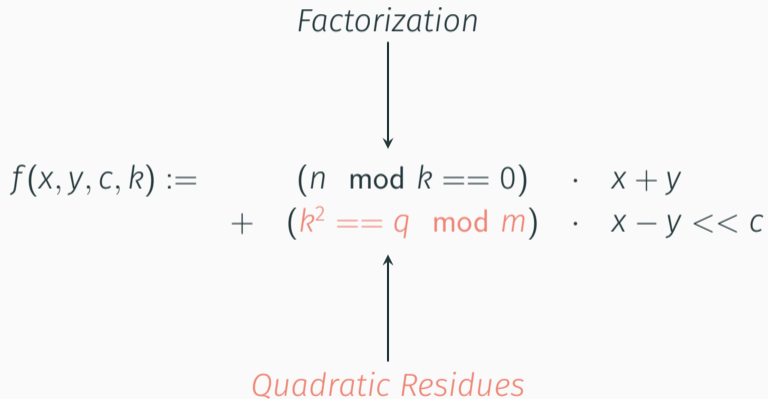 Factorization
f(x, y, c, k) := (n mod k == 0) · x + y
+ (k² == q mod m) · x − y << c
Quadratic Residues